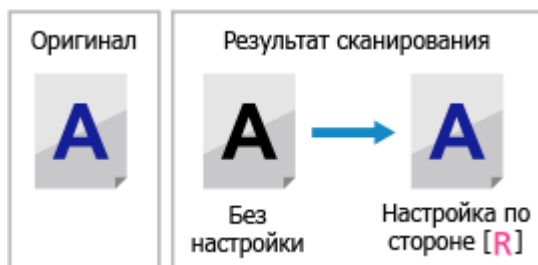 Оригинал
Результат сканирования
A
A
A
Без
настройки
Настройка по
стороне [R]